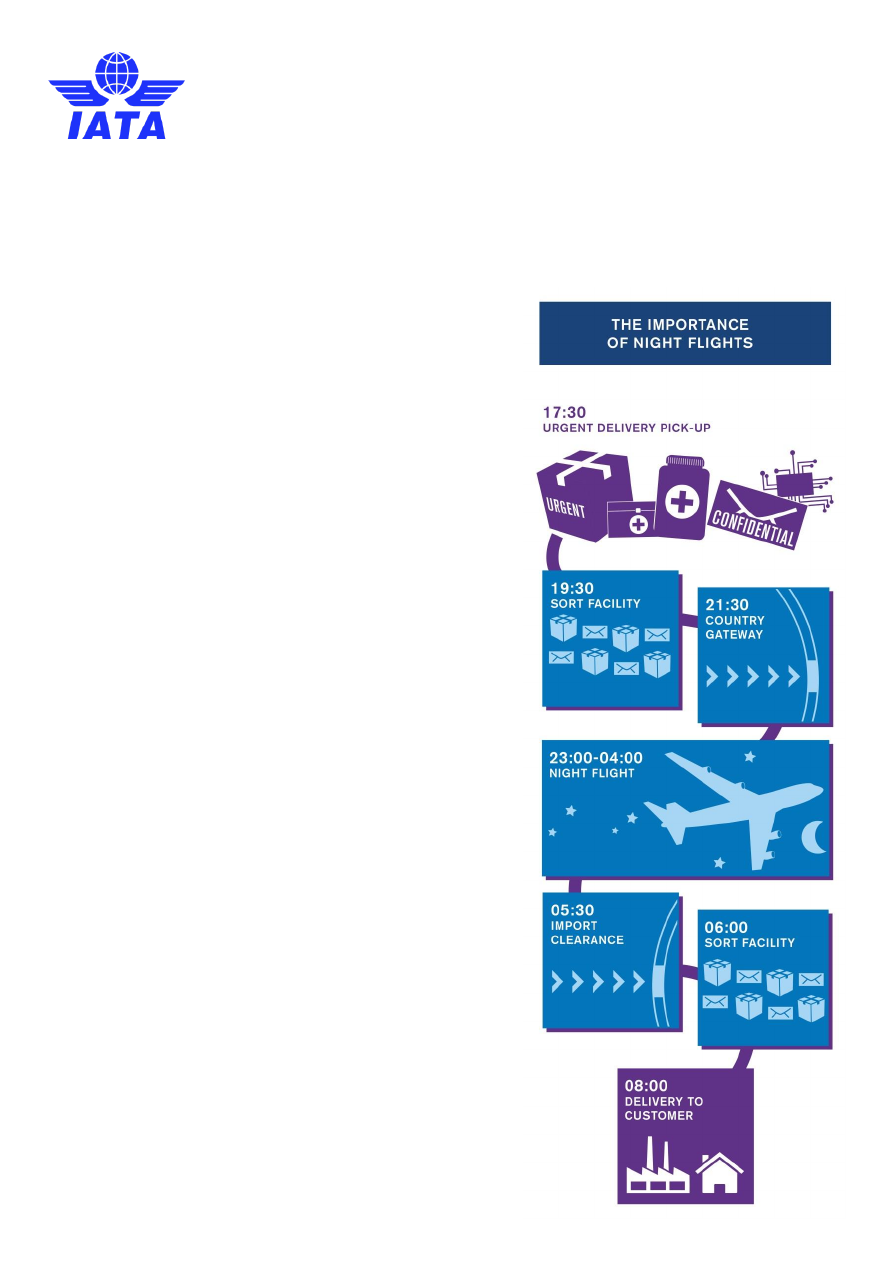 IATA
THE IMPORTANCE
OF NIGHT FLIGHTS
17:30
URGENT DELIVERY PICK-UP
URGENT
CONFIDENTIAL
19:30
SORT FACILITY
21:30
COUNTRY
GATEWAY
23:00-04:00
NIGHT FLIGHT
05:30
IMPORT
CLEARANCE
06:00
SORT FACILITY
08:00
DELIVERY TO
CUSTOMER